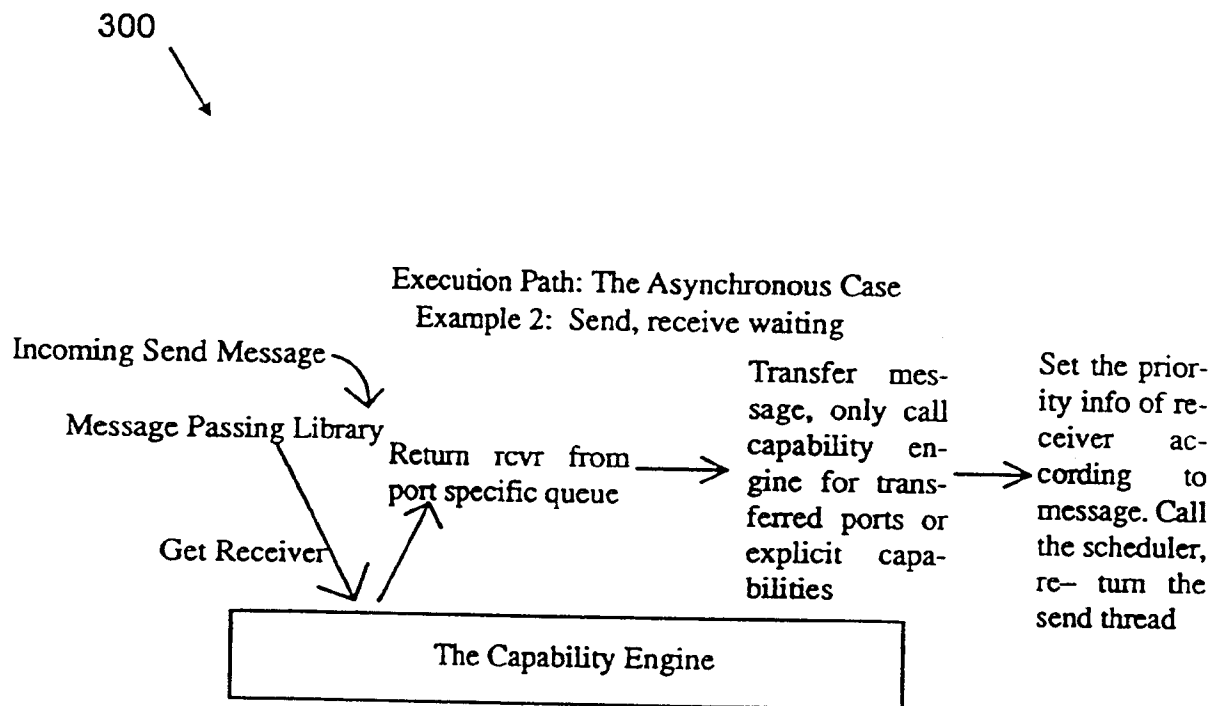 300
Execution Path: The Asynchronous Case
Example 2: Send, receive waiting
Incoming Send Message
Message Passing Library
Get Receiver
Return rcvr from
port specific queue
Transfer mes-
sage, only call
capability en-
gine for trans-
ferred ports or
explicit capa-
bilities
Set the prior-
ity info of re-
ceiver ac-
cording to
message. Call
the scheduler,
re– turn the
send thread
The Capability Engine